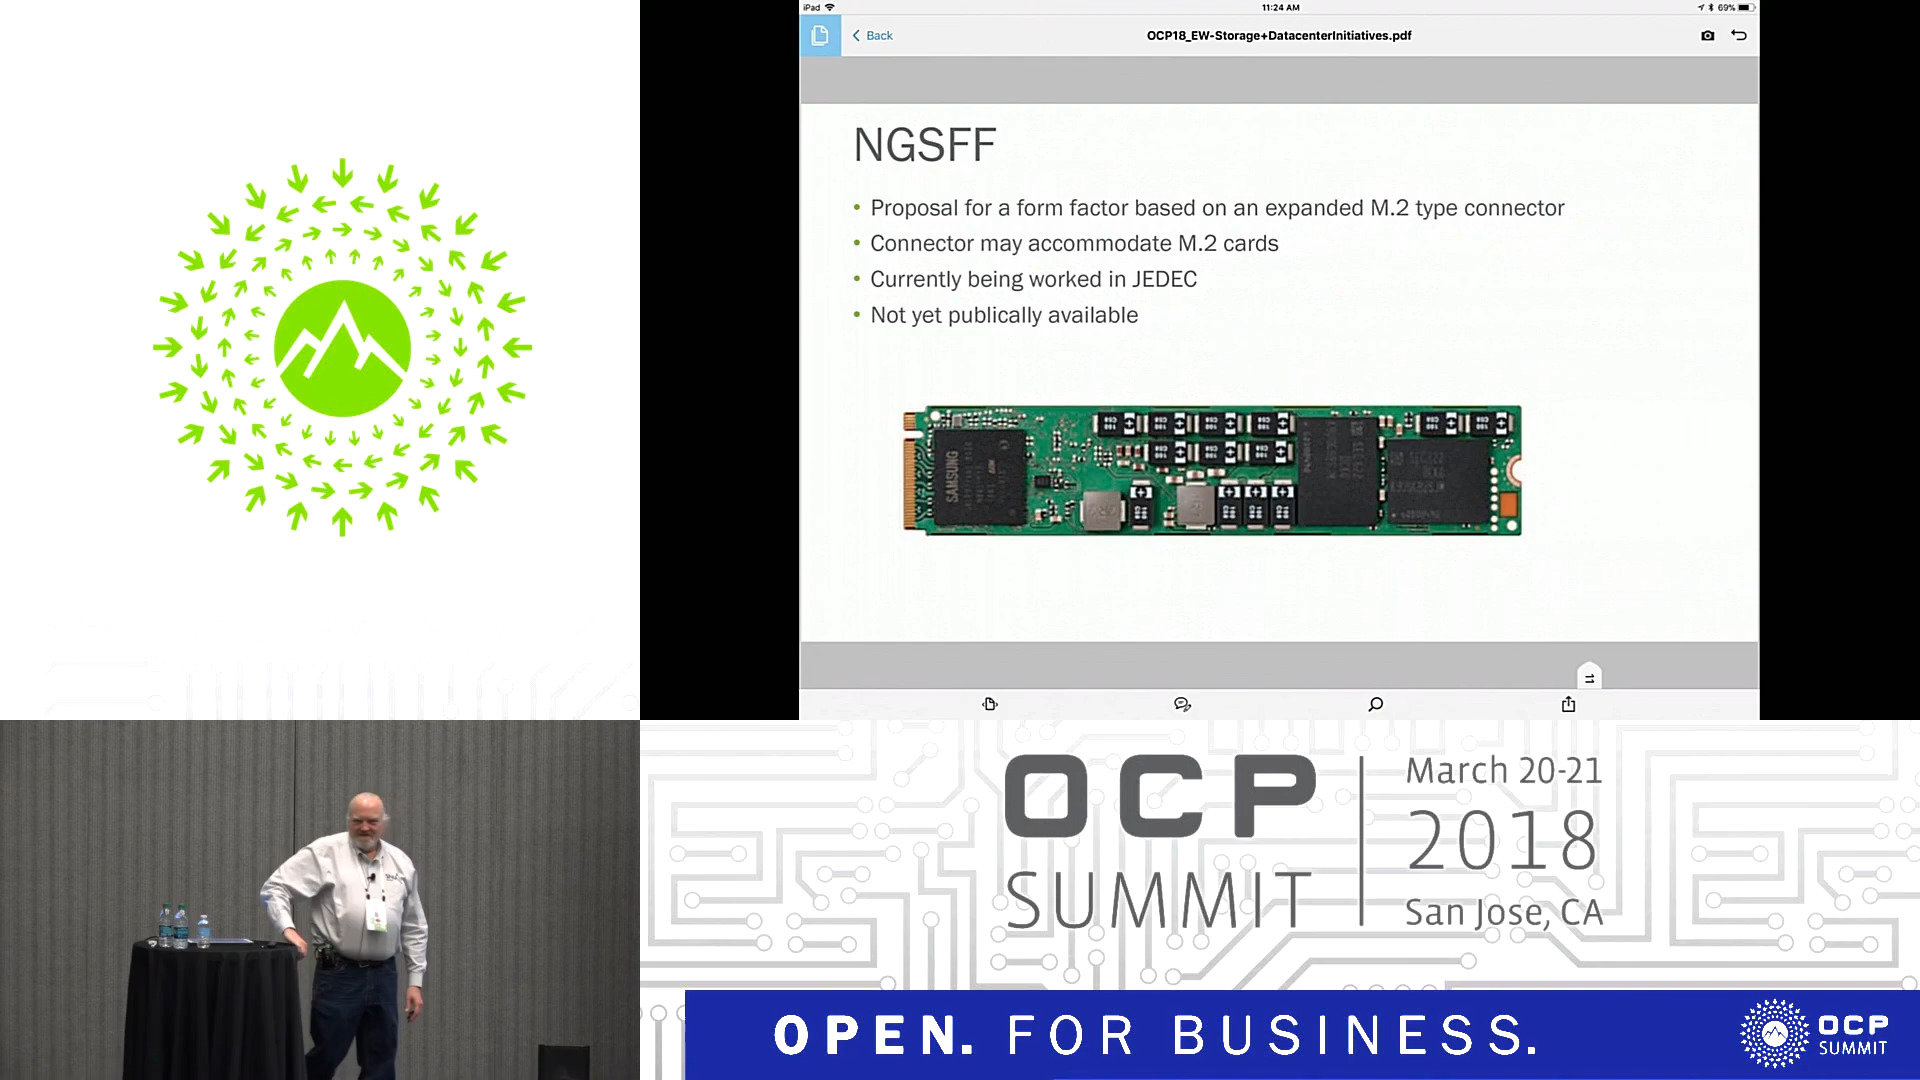 iPad
11:24 AM
69%
Back
OCP18_EW-Storage+DatacenterInitiatives.pdf
NGSFF
• Proposal for a form factor based on an expanded M.2 type connector
• Connector may accommodate M.2 cards
• Currently being worked in JEDEC
• Not yet publically available
SAMSUNG
11
OCP
SUMMIT
March 20-21
2018
San Jose, CA
OPEN. FOR BUSINESS.
OCP
SUMMIT